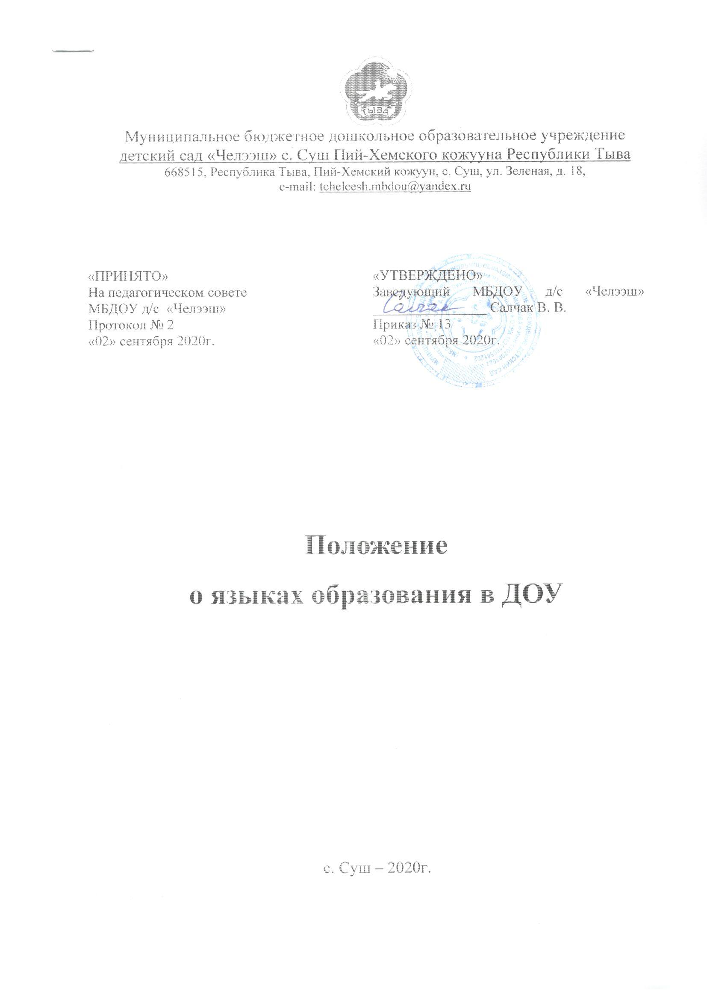 ТЫВА
Муниципальное бюджетное дошкольное образовательное учреждение
детский сад «Челээш» с. Суш Пий-Хемского кожууна Республики Тыва
668515, Республика Тыва, Пий-Хемский кожуун, с. Суш, ул. Зеленая, д. 18,
e-mail: tcheleesh.mbdou@yandex.ru
«ПРИНЯТО»
На педагогическом совете
МБДОУ д/с «Челээш»
Протокол № 2
«02» сентября 2020г.
«УТВЕРЖДЕНО»
Заведующий МБДОУ д/с «Челээш»
Салчак Салчак В. В.
Приказ № 13
«02» сентября 2020г.
Положение
о языках образования в ДОУ
с. Суш – 2020г.